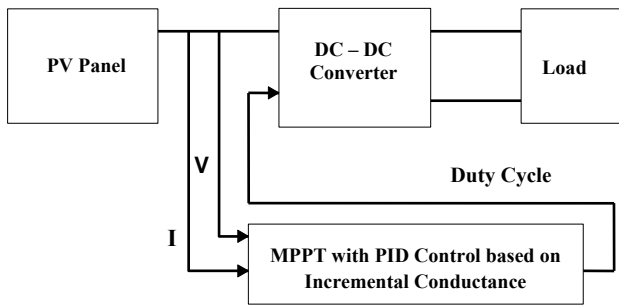 PV Panel
DC – DC
Converter
Load
V
Duty Cycle
I
MPPT with PID Control based on
Incremental Conductance